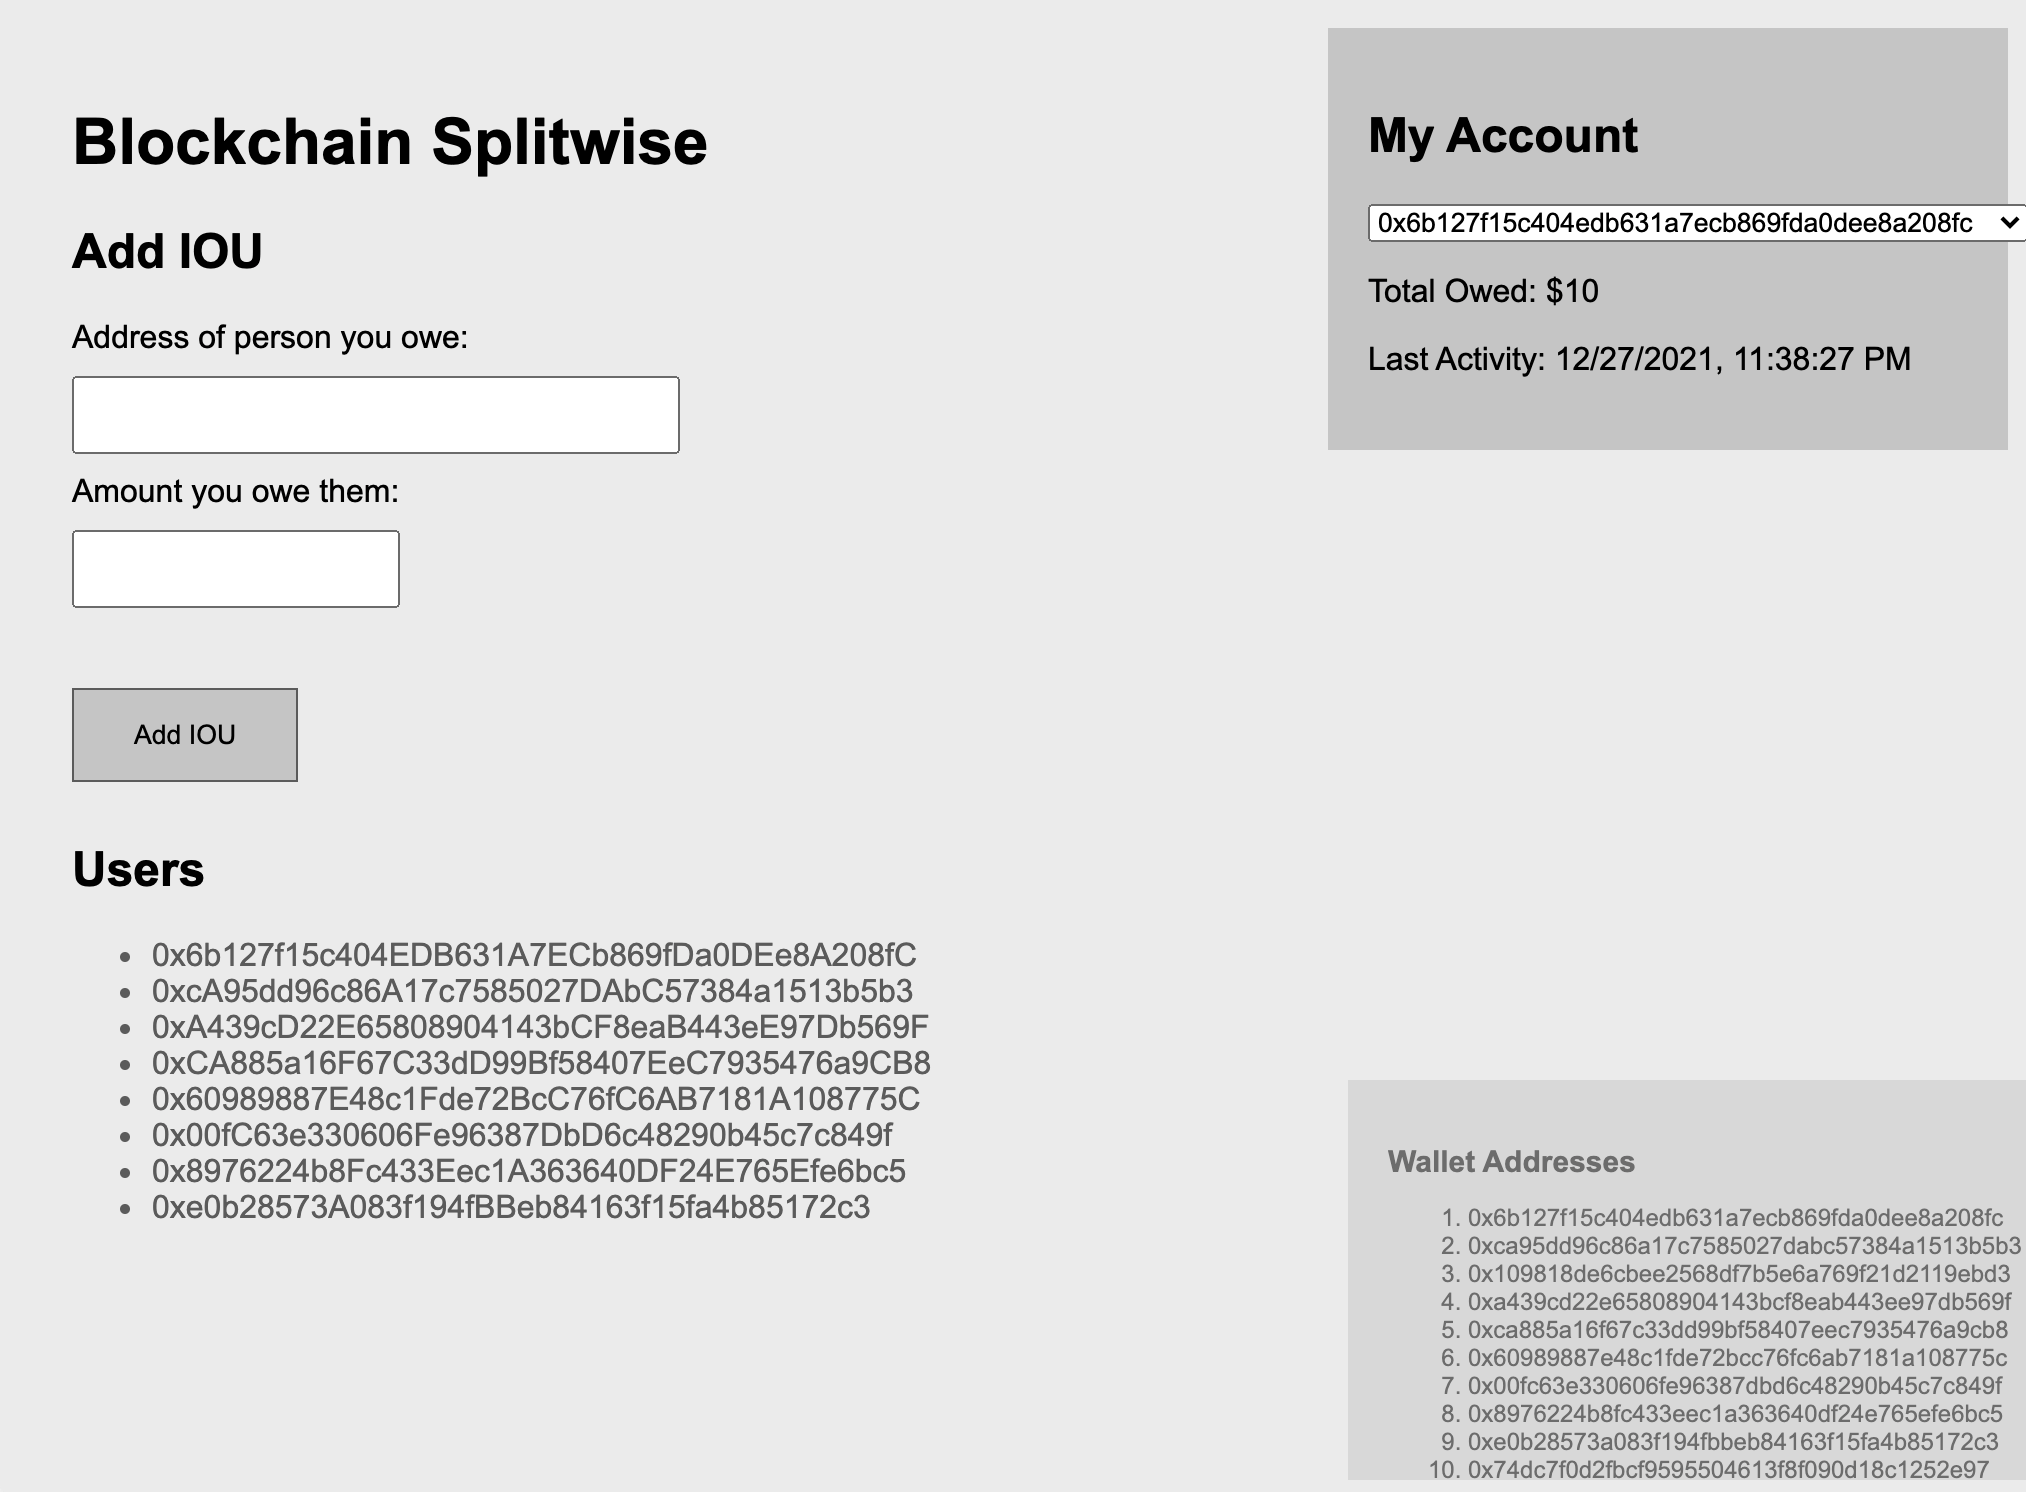 Blockchain Splitwise
Add IOU
Address of person you owe:
Amount you owe them:
Add IOU
Users
• 0x6b127f15c404EDB631A7ECb869fDa0DEe8A208fC
• 0xcA95dd96c86A17c7585027DAbC57384a1513b5b3
• 0xA439cD22E65808904143bCF8eaB443eE97Db569F
• 0xCA885a16F67C33dD99Bf58407EeC7935476a9CB8
• 0x60989887E48c1Fde72BcC76fC6AB7181A108775C
• 0x00fC63e330606Fe96387DbD6c48290b45c7c849f
• 0x8976224b8Fc433Eec1A363640DF24E765Efe6bc5
• 0xe0b28573A083f194fBBeb84163f15fa4b85172c3
My Account
0x6b127f15c404edb631a7ecb869fda0dee8a208fc
Total Owed: $10
Last Activity: 12/27/2021, 11:38:27 PM
Wallet Addresses
1. 0x6b127f15c404edb631a7ecb869fda0dee8a208fc
2. 0xca95dd96c86a17c7585027dabc57384a1513b5b3
3. 0x109818de6cbee2568df7b5e6a769f21d2119ebd3
4. 0xa439cd22e65808904143bcf8eab443ee97db569f
5. 0xca885a16f67c33dd99bf58407eec7935476a9cb8
6. 0x60989887e48c1fde72bcc76fc6ab7181a108775c
7. 0x00fc63e330606fe96387dbd6c48290b45c7c849f
8. 0x8976224b8fc433eec1a363640df24e765efe6bc5
9. 0xe0b28573a083f194fbbeb84163f15fa4b85172c3
10. 0x74dc7f0d2fbcf9595504613f8f090d18c1252e97